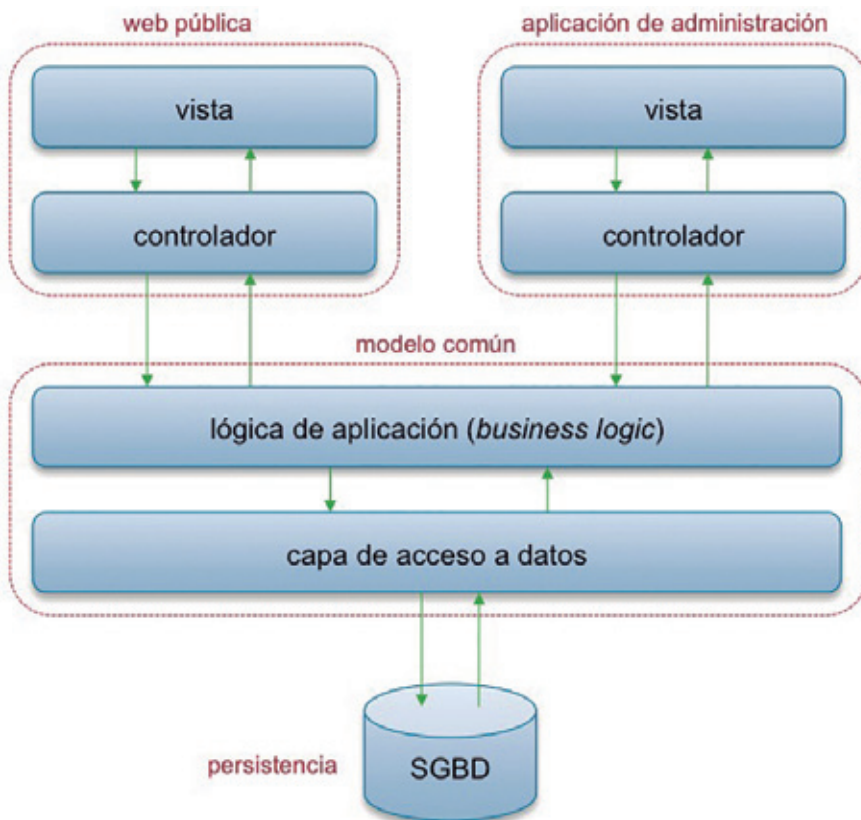 web pública
aplicación de administración
vista
vista
controlador
controlador
modelo común
lógica de aplicación (business logic)
capa de acceso a datos
persistencia
SGBD